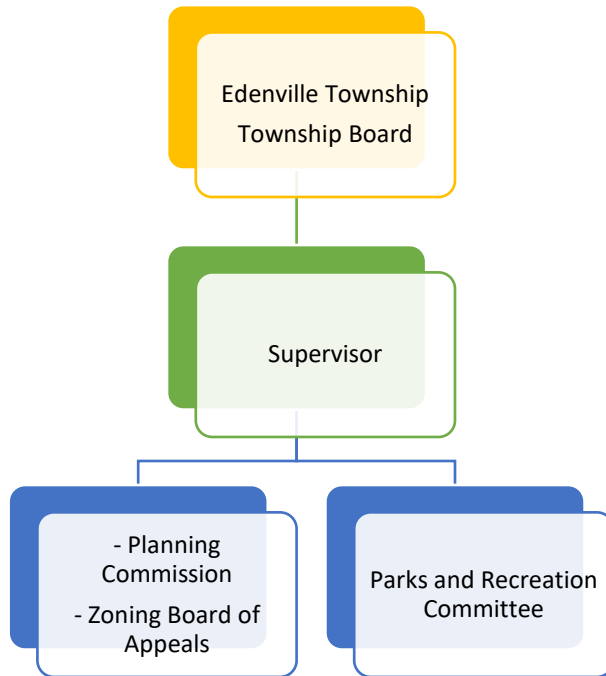 Edenville Township
Township Board
Supervisor
- Planning
Commission
- Zoning Board of
Appeals
Parks and Recreation
Committee